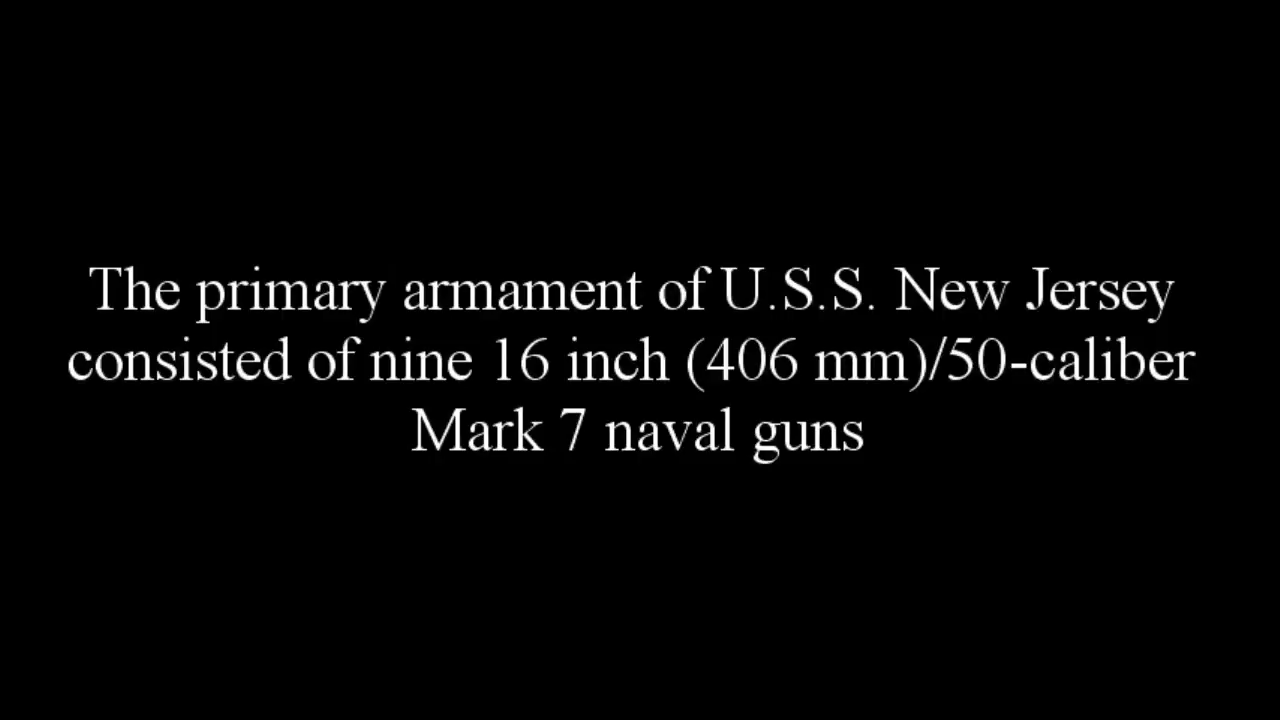 The primary armament of U.S.S. New Jersey
consisted of nine 16 inch (406 mm)/50-caliber
Mark 7 naval guns